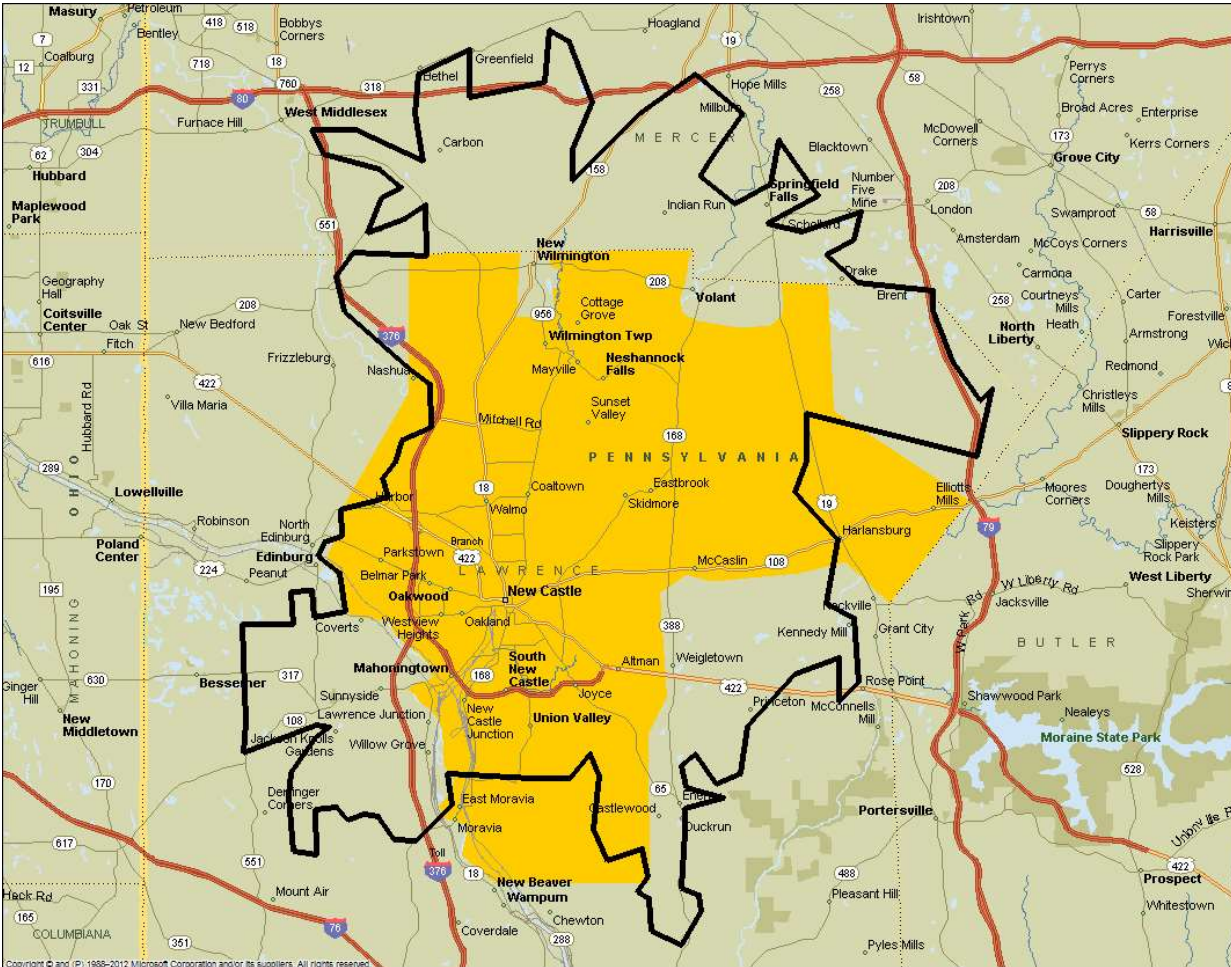 Masury
Petroleum
Bentley
418
518
Bobbys
Corners
Hoagland
Irishtown
7
Coalburg
18
Greenfield
19
12
718
Bethel
58
Perrys
Corners
331
760
318
Hope Mills
80
258
Broad Acres
Enterprise
West Middlesex
Millburn
TRUMBULL
Furnace Hill
MERCER
McDowell
Corners
173
Kerrs Corners
62
304
Carbon
Blacktown
Grove City
Hubbard
158
Springfield
Falls
Number
Five
Mine
208
Maplewood
Park
Indian Run
London
Swamproot
58
551
Schollard
Harrisville
New
Wilmington
Amsterdam
McCoys Corners
Geography
Hall
208
Drake
Carmona
Volant
Brent
Courtneys
Mills
Carter
Cottage
Grove
258
Forestville
Coitsville
Center
208
956
Oak St
New Bedford
North
Liberty
Heath
Armstrong
376
Wilmington Twp
Fitch
616
Frizzleburg
Neshannock
Falls
Redmond
Nashua
Mayville
422
Villa Maria
Sunset
Valley
Christleys
Mills
Hubbard Rd
Mitchell Rd
168
Slippery Rock
OHIO
PENNSYLVANIA
289
173
Lowellville
18
Coaltown
Eastbrook
Elliotts
Mills
Moores
Corners
Doughertys
Mills
Harbor
Walmo
Skidmore
19
Robinson
North
Edinburg
Harlansburg
79
Keisters
Poland
Center
Branch
422
Slippery
Rock Park
Edinburg
Parkstown
McCaslin
108
224
Peanut
Belmar Park
LAWRENCE
West Liberty
195
Oakwood
New Castle
W Liberty Rd
Jacksville
Rockville
W Park Rd
Coverts
Westview
Heights
Oakland
388
Kennedy Mill
Grant City
BUTLER
MAHONING
South
New
Castle
Altman
Weigletown
Mahoningtown
168
Ginger
Hill
630
Bessemer
317
Sunnyside
Joyce
422
Princeton
Rose Point
Shawwood Park
New
Middletown
108
Lawrence Junction
New
Castle
Junction
Union Valley
McConnells
Mill
Nealeys
Jackson Knolls
Gardens
Willow Grove
Moraine State Park
170
528
65
Derringer
Corners
East Moravia
Castlewood
Portersville
Moravia
Duckrun
617
551
Toll
376
Unionville Rd
422
18
Mount Air
New Beaver
Wampum
488
Pleasant Hill
Prospect
165
Chewton
Whitestown
76
Coverdale
COLUMBIANA
351
288
Pyles Mills
Copyright © and (P) 1988–2012 Microsoft Corporation and/or its suppliers. All rights reserved.